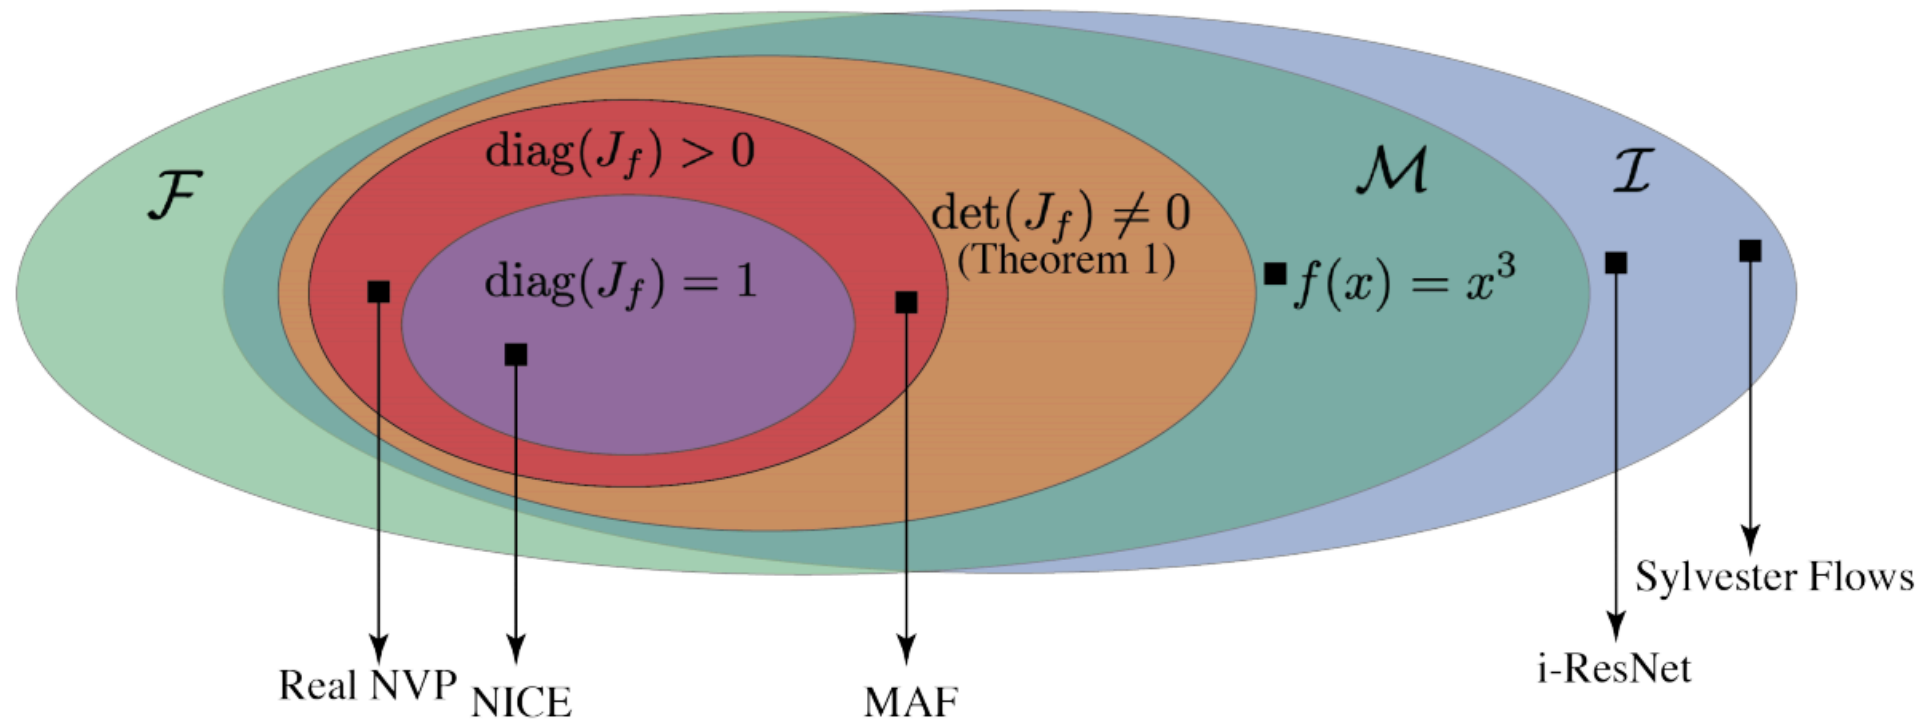 diag(J_f) > 0
ℱ
ℳ
ℐ
det(J_f) ≠ 0
(Theorem 1)
diag(J_f) = 1
f(x) = x³
Sylvester Flows
i-ResNet
Real NVP
NICE
MAF